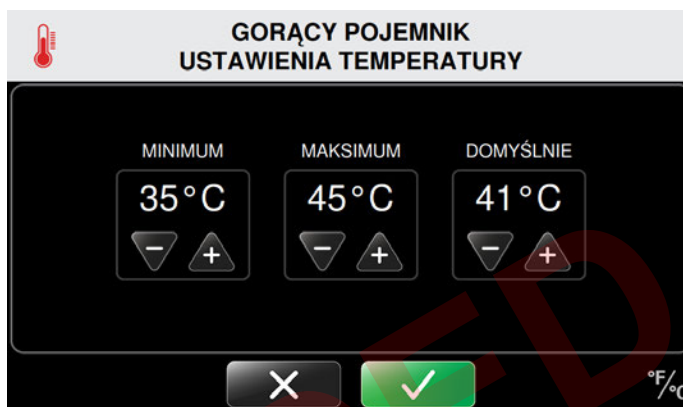 GORĄCY POJEMNIK
USTAWIENIA TEMPERATURY
MINIMUM MAKSIMUM DOMYŚLNIE
35°C 45°C 41°C
− + − + − +
°F/°C